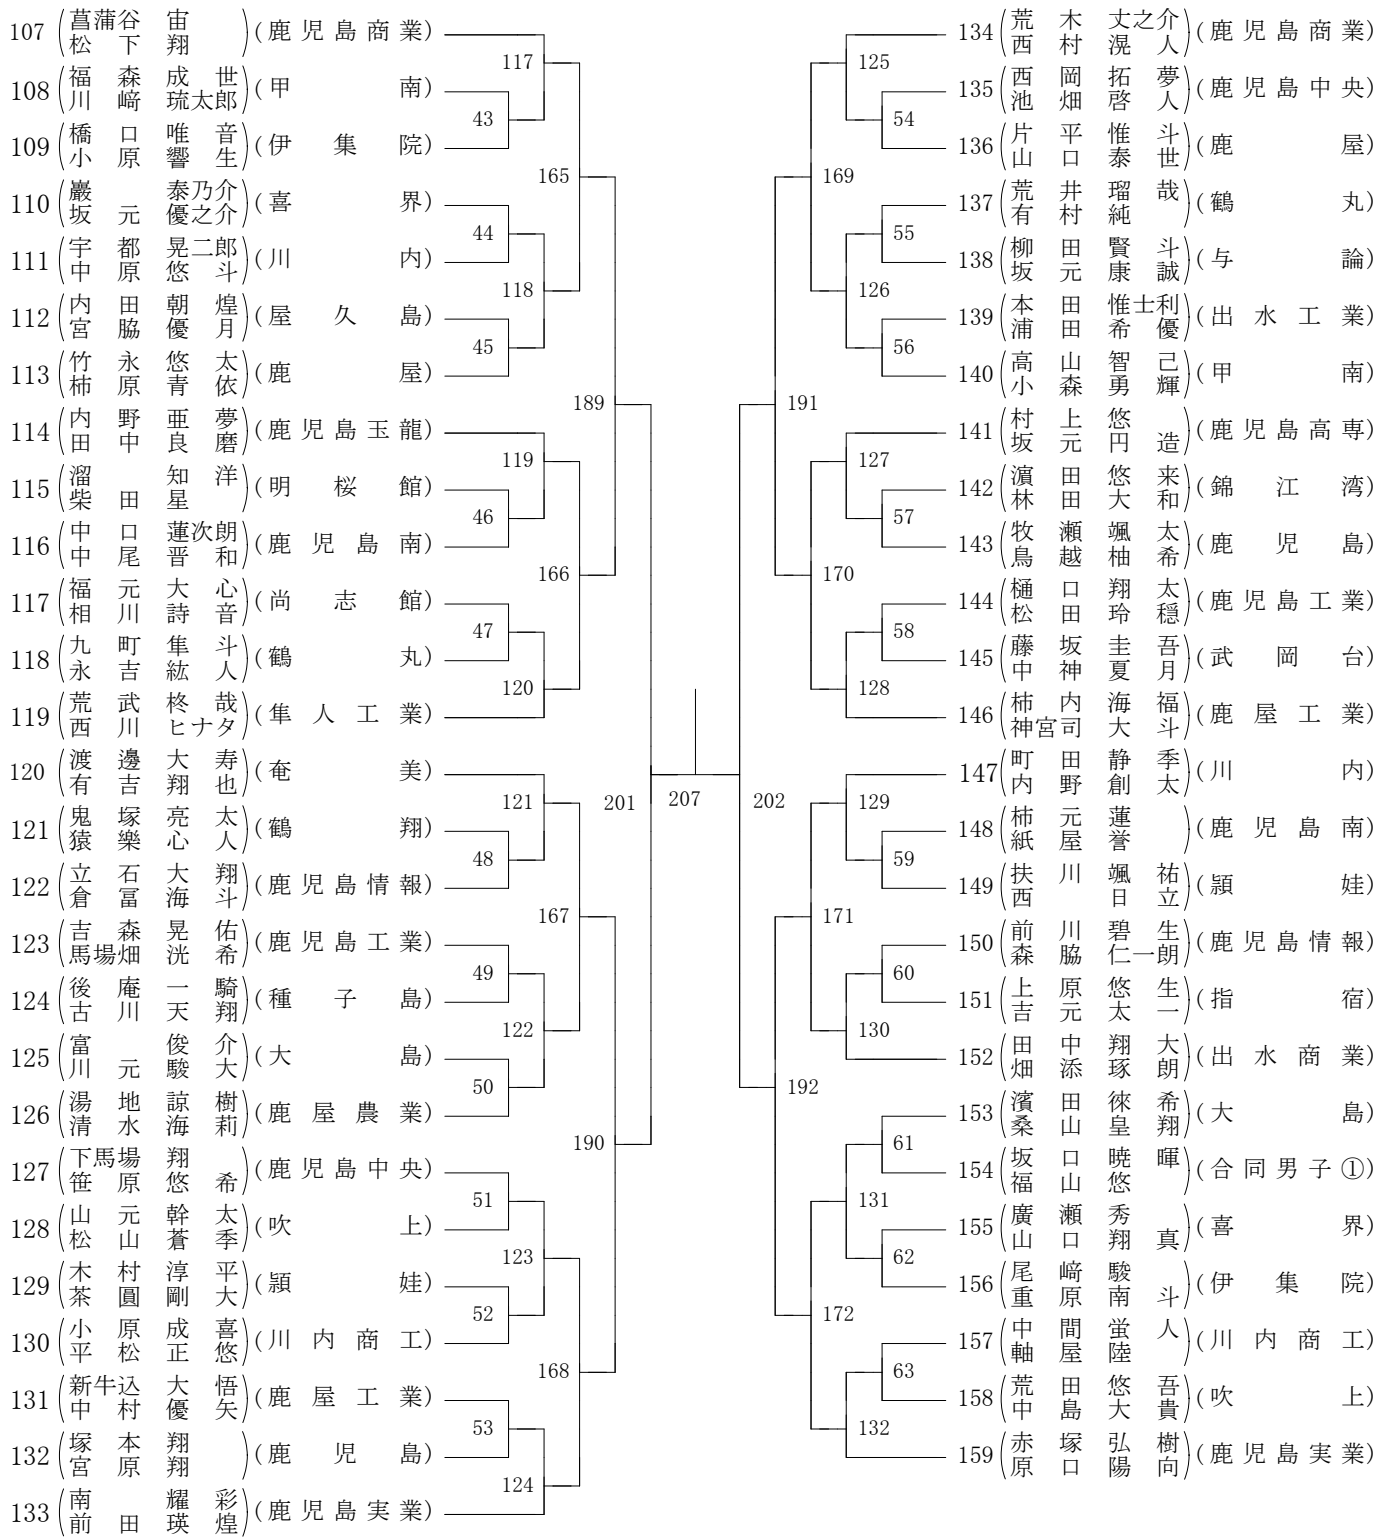 107 菖蒲谷 宙 (鹿児島商業)
松下 翔
117
108 福森 成世 (甲南)
川﨑 琉太郎
43
109 橋口 唯音 (伊集院)
小原 響生
165
110 巖 泰乃介 (喜界)
坂元 優之介
44
111 宇都 晃二郎 (川内)
中原 悠斗
118
112 内田 朝煌 (屋久島)
宮脇 優月
45
113 竹永 悠太 (鹿屋)
柿原 青依
189
114 内野 亜夢 (鹿児島玉龍)
田中 良磨
119
115 溜 知洋 (明桜館)
柴田 星
46
116 中口 蓮次朗 (鹿児島南)
中尾 晋和
166
117 福元 大心 (尚志館)
相川 詩音
47
118 九町 隼斗 (鶴丸)
永吉 紘人
120
119 荒武 柊哉 (隼人工業)
西川 ヒナタ
120 渡邊 大寿 (奄美)
有吉 翔也
121
201
207
202
121 鬼塚 亮太 (鶴翔)
猿樂 心人
48
122 立石 大翔 (鹿児島情報)
倉冨 海斗
167
123 吉森 晃佑 (鹿児島工業)
馬場畑 洸希
49
124 後庵 一騎 (種子島)
古川 天翔
122
125 富 俊介 (大島)
川元 駿大
50
126 湯地 諒樹 (鹿屋農業)
清水 海莉
190
127 下馬場 翔 (鹿児島中央)
笹原 悠希
51
128 山元 幹太 (吹上)
松山 蒼季
123
129 木村 淳平 (頴娃)
茶圓 剛大
52
130 小原 成喜 (川内商工)
平松 正悠
168
131 新牛込 大悟 (鹿屋工業)
中村 優矢
53
132 塚本 翔 (鹿児島)
宮原 翔
124
133 南 耀彩 (鹿児島実業)
前田 瑛煌
134 荒木 丈之介 (鹿児島商業)
西村 滉人
125
135 西岡 拓夢 (鹿児島中央)
池畑 啓人
54
136 片平 惟斗 (鹿屋)
山口 泰世
169
137 荒井 瑠哉 (鶴丸)
有村 純
55
138 柳田 賢斗 (与論)
坂元 康誠
126
139 本田 惟士利 (出水工業)
浦田 希優
56
140 高山 智己 (甲南)
小森 勇輝
191
141 村上 悠 (鹿児島高専)
坂元 円造
127
142 濵田 悠来 (錦江湾)
林田 大和
57
143 牧瀬 颯太 (鹿児島)
鳥越 柚希
170
144 樋口 翔太 (鹿児島工業)
松田 玲穏
58
145 藤坂 圭吾 (武岡台)
中神 夏月
128
146 柿内 海福 (鹿屋工業)
神宮司 大斗
147 町田 静季 (川内)
内野 創太
129
148 柿元 蓮 (鹿児島南)
紙屋 誉
59
149 扶川 颯祐 (頴娃)
西 日立
171
150 前川 碧生 (鹿児島情報)
森脇 仁一朗
60
151 上原 悠生 (指宿)
吉元 太一
130
152 田中 翔大 (出水商業)
畑添 琢朗
192
153 濱田 徠希 (大島)
桑山 皇翔
61
154 坂口 暁暉 (合同男子①)
福山 悠
131
155 廣瀬 秀 (喜界)
山口 翔真
62
156 尾﨑 駿 (伊集院)
重原 南斗
172
157 中間 蛍人 (川内商工)
軸屋 陸
63
158 荒田 悠吾 (吹上)
中島 大貴
132
159 赤塚 弘樹 (鹿児島実業)
原口 陽向